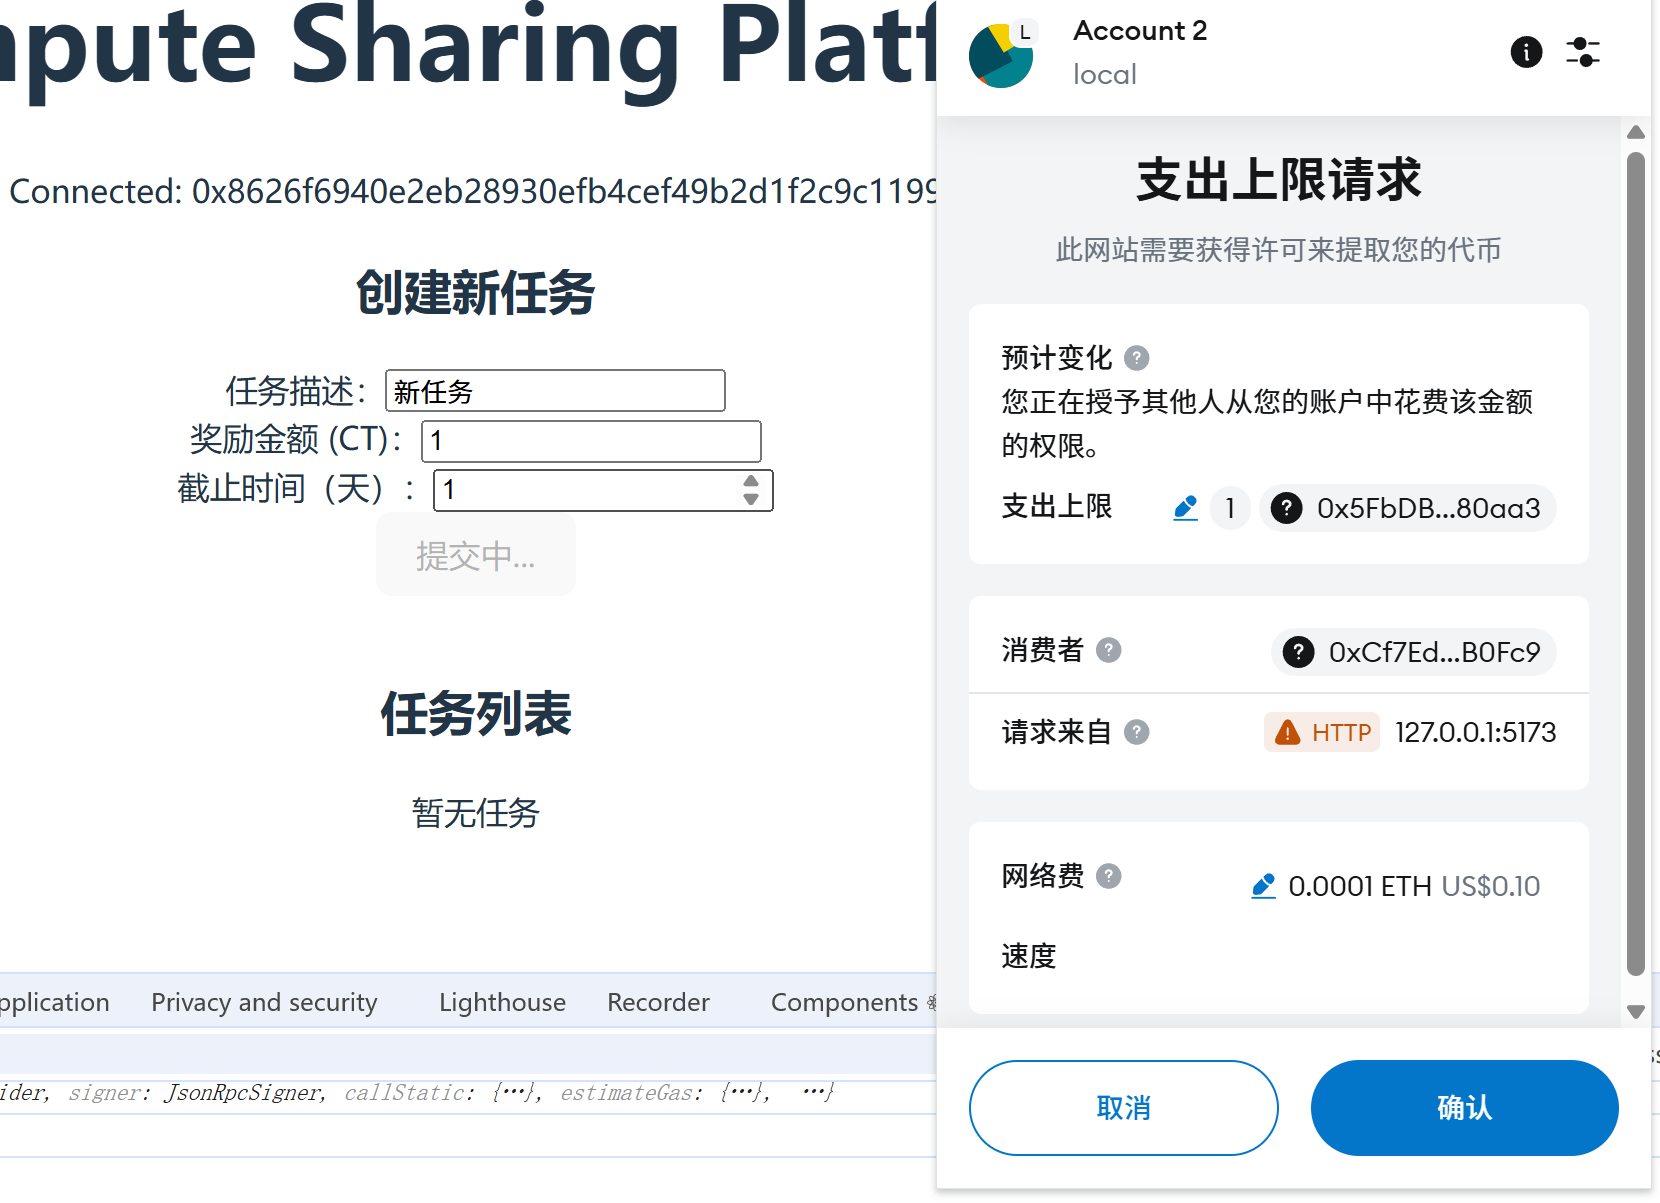 mpute Sharing Platf
Connected: 0x8626f6940e2eb28930efb4cef49b2d1f2c9c1199
创建新任务
任务描述： 新任务
奖励金额 (CT)： 1
截止时间（天）： 1
提交中...
任务列表
暂无任务
pplication Privacy and security Lighthouse Recorder Components
ider, signer: JsonRpcSigner, callStatic: {…}, estimateGas: {…}, …}
L
Account 2
local
支出上限请求
此网站需要获得许可来提取您的代币
预计变化
您正在授予其他人从您的账户中花费该金额
的权限。
支出上限 1 0x5FbDB...80aa3
消费者 0xCf7Ed...B0Fc9
请求来自 HTTP 127.0.0.1:5173
网络费 0.0001 ETH US$0.10
速度
取消 确认